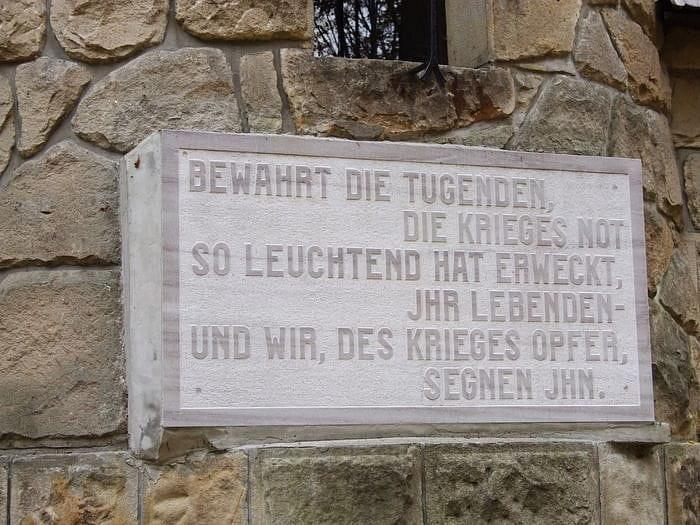 BEWAHRT DIE TUGENDEN,
DIE KRIEGES NOT
SO LEUCHTEND HAT ERWECKT,
JHR LEBENDEN-
UND WIR, DES KRIEGES OPFER,
SEGNEN JHN.